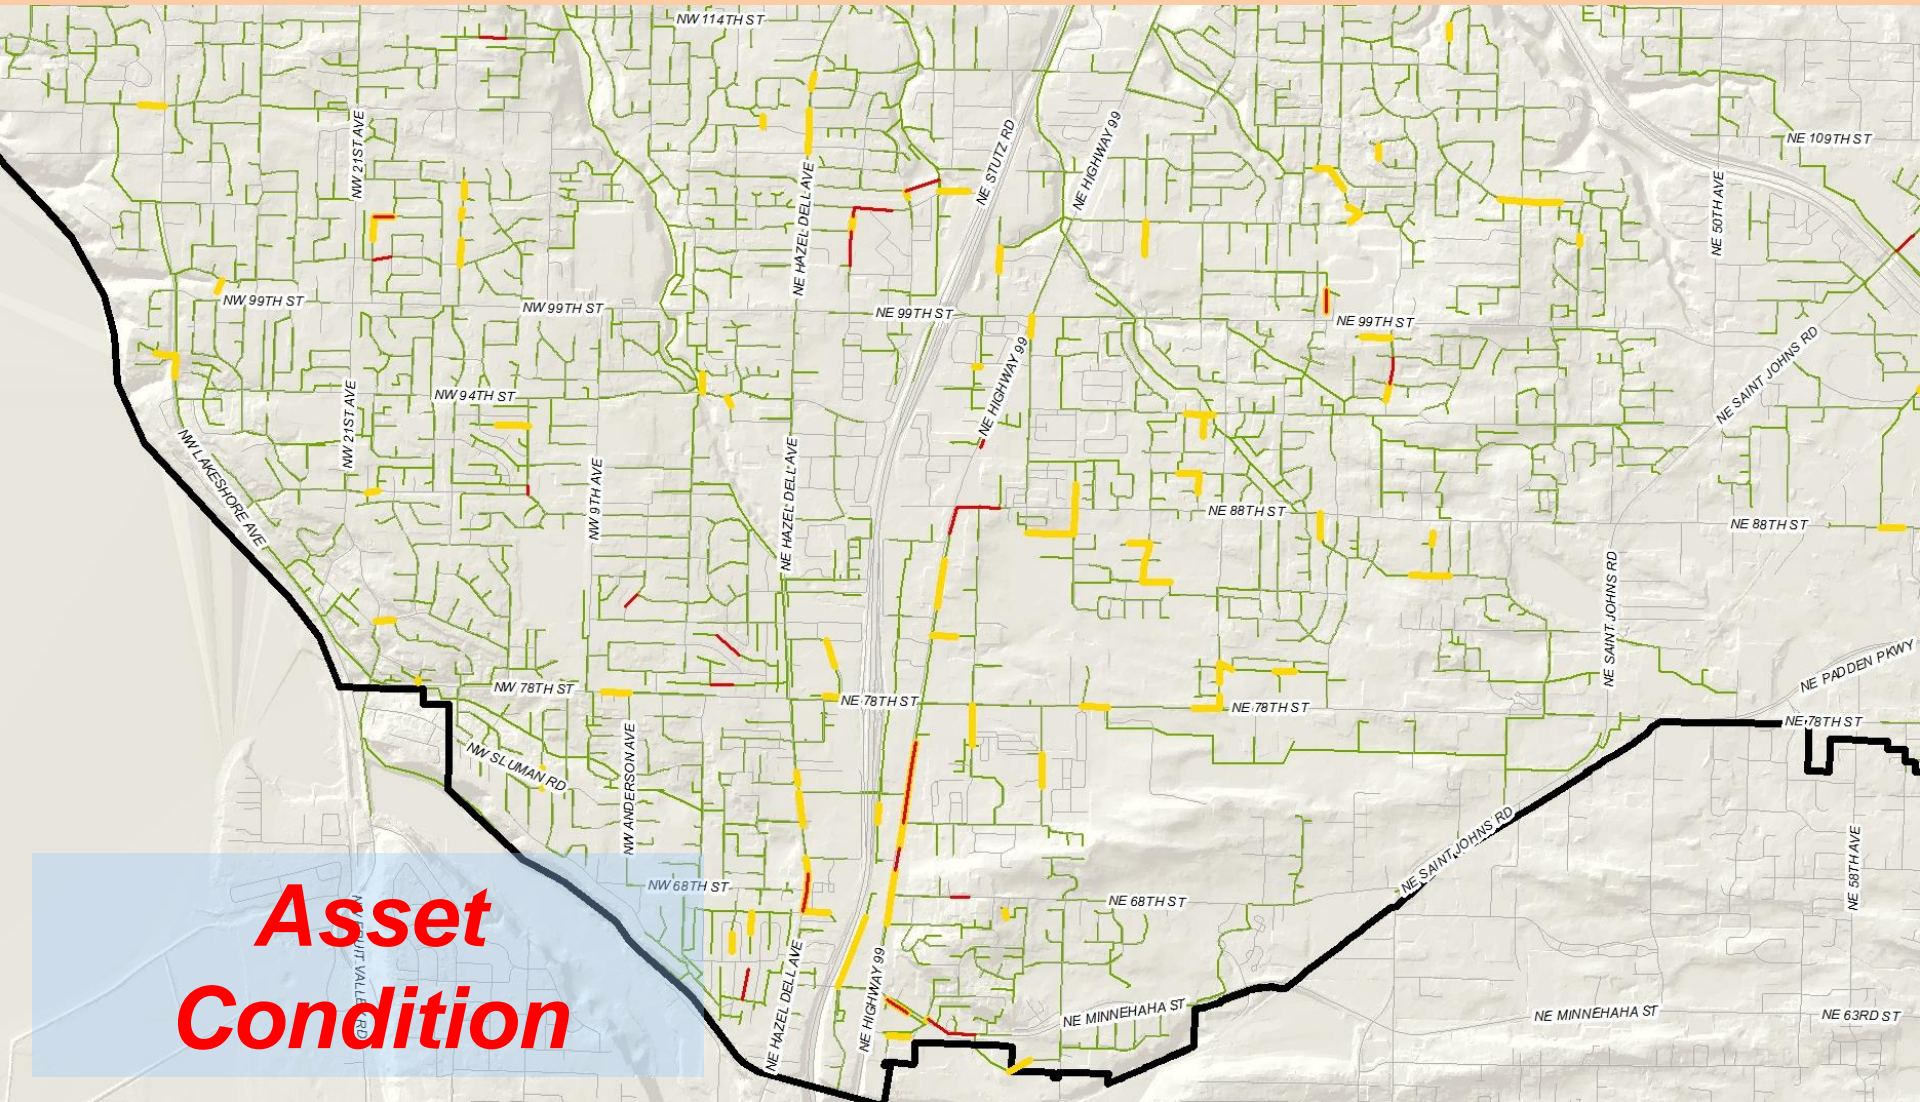 NW 114TH ST
NE 109TH ST
NW 21ST AVE
NE STUTZ RD
NE HIGHWAY 99
NE HAZEL DELL AVE
NE 50TH AVE
NW 99TH ST
NW 99TH ST
NE 99TH ST
NE 99TH ST
NE HIGHWAY 99
NE SAINT JOHNS RD
NW 94TH ST
NW 21ST AVE
NW LAKESHORE AVE
NW 9TH AVE
NE HAZEL DELL AVE
NE 88TH ST
NE 88TH ST
NE SAINT JOHNS RD
NE PADDEN PKWY
NW 78TH ST
NE 78TH ST
NE 78TH ST
NE 78TH ST
NW SLUMAN RD
NW ANDERSON AVE
NE SAINT JOHNS RD
NE 58TH AVE
NW 68TH ST
NE 68TH ST
Asset
Condition
NW FRUIT VALLEY RD
NE HAZEL DELL AVE
NE HIGHWAY 99
NE MINNEHAHA ST
NE MINNEHAHA ST
NE 63RD ST